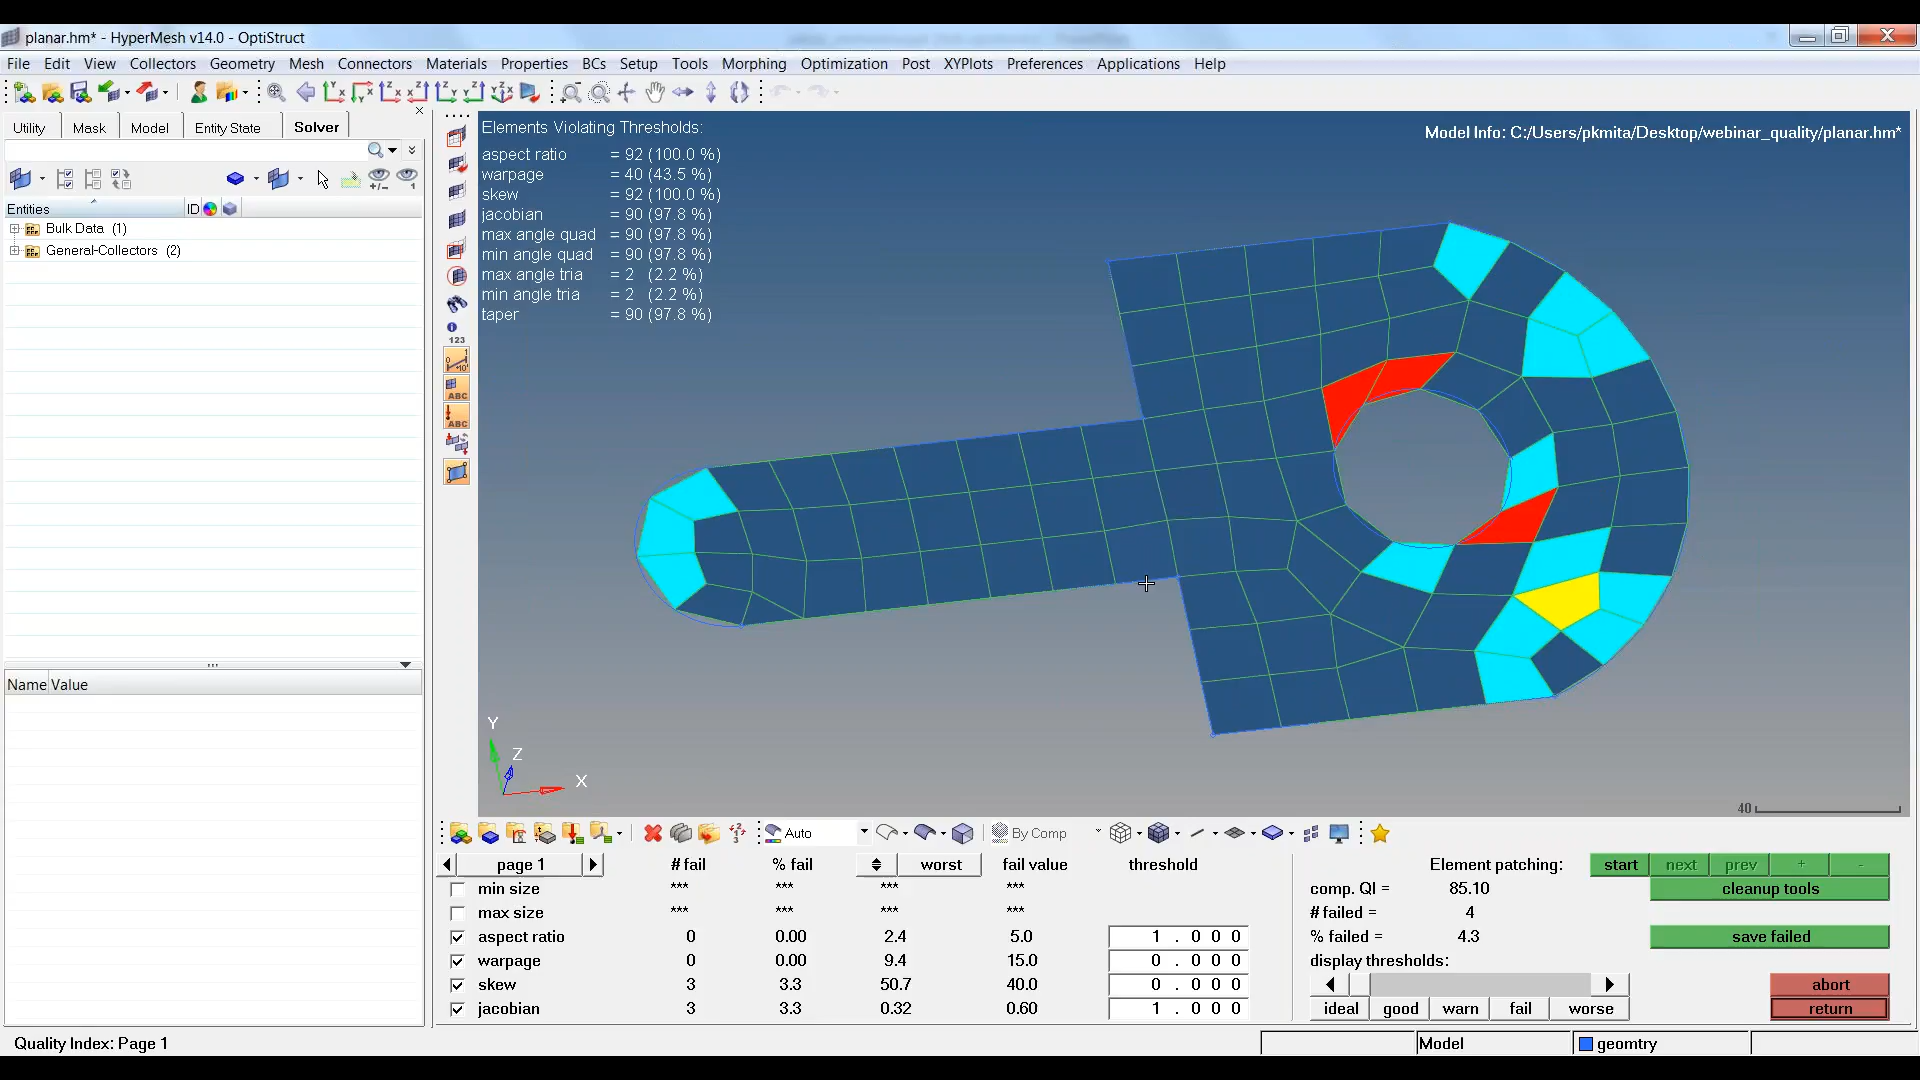 planar.hm* - HyperMesh v14.0 - OptiStruct
File Edit View Collectors Geometry Mesh Connectors Materials Properties BCs Setup Tools Morphing Optimization Post XYPlots Preferences Applications Help
Utility Mask Model Entity State Solver
Entities ID
Bulk Data (1)
General-Collectors (2)
Name Value
123
ABC
ABC
Elements Violating Thresholds:
aspect ratio = 92 (100.0 %)
warpage = 40 (43.5 %)
skew = 92 (100.0 %)
jacobian = 90 (97.8 %)
max angle quad = 90 (97.8 %)
min angle quad = 90 (97.8 %)
max angle tria = 2 (2.2 %)
min angle tria = 2 (2.2 %)
taper = 90 (97.8 %)
Model Info: C:/Users/pkmita/Desktop/webinar_quality/planar.hm*
Y
Z
X
40
Auto By Comp
page 1 # fail % fail worst fail value threshold
min size *** *** *** ***
max size *** *** *** ***
aspect ratio 0 0.00 2.4 5.0 1 . 0 0 0
warpage 0 0.00 9.4 15.0 0 . 0 0 0
skew 3 3.3 50.7 40.0 0 . 0 0 0
jacobian 3 3.3 0.32 0.60 1 . 0 0 0
Element patching: start next prev + -
comp. QI = 85.10 cleanup tools
# failed = 4
% failed = 4.3 save failed
display thresholds:
abort
ideal good warn fail worse return
Quality Index: Page 1 Model geomtry